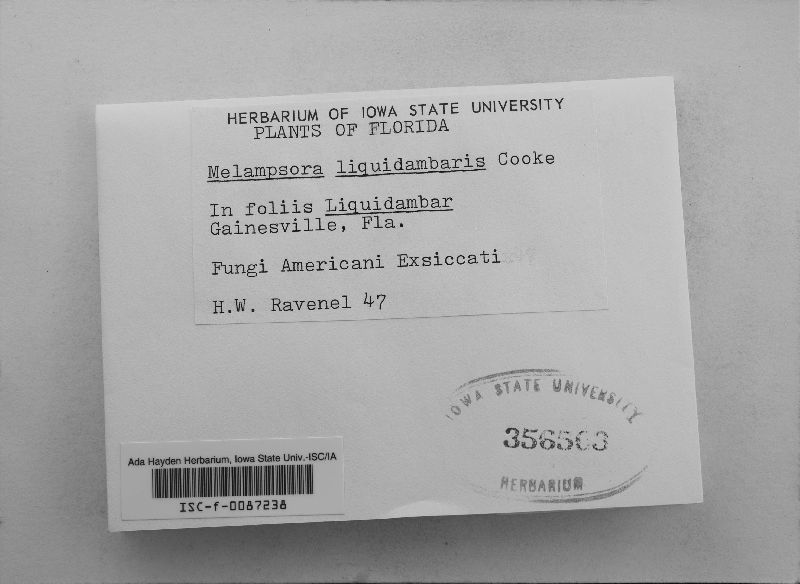 HERBARIUM OF IOWA STATE UNIVERSITY
PLANTS OF FLORIDA
Melampsora liquidambaris Cooke
In foliis Liquidambar
Gainesville, Fla.
Fungi Americani Exsiccati
H.W. Ravenel 47
IOWA STATE UNIVERSITY
356563
HERBARIUM
Ada Hayden Herbarium, Iowa State Univ.-ISC/IA
ISC-f-0087238